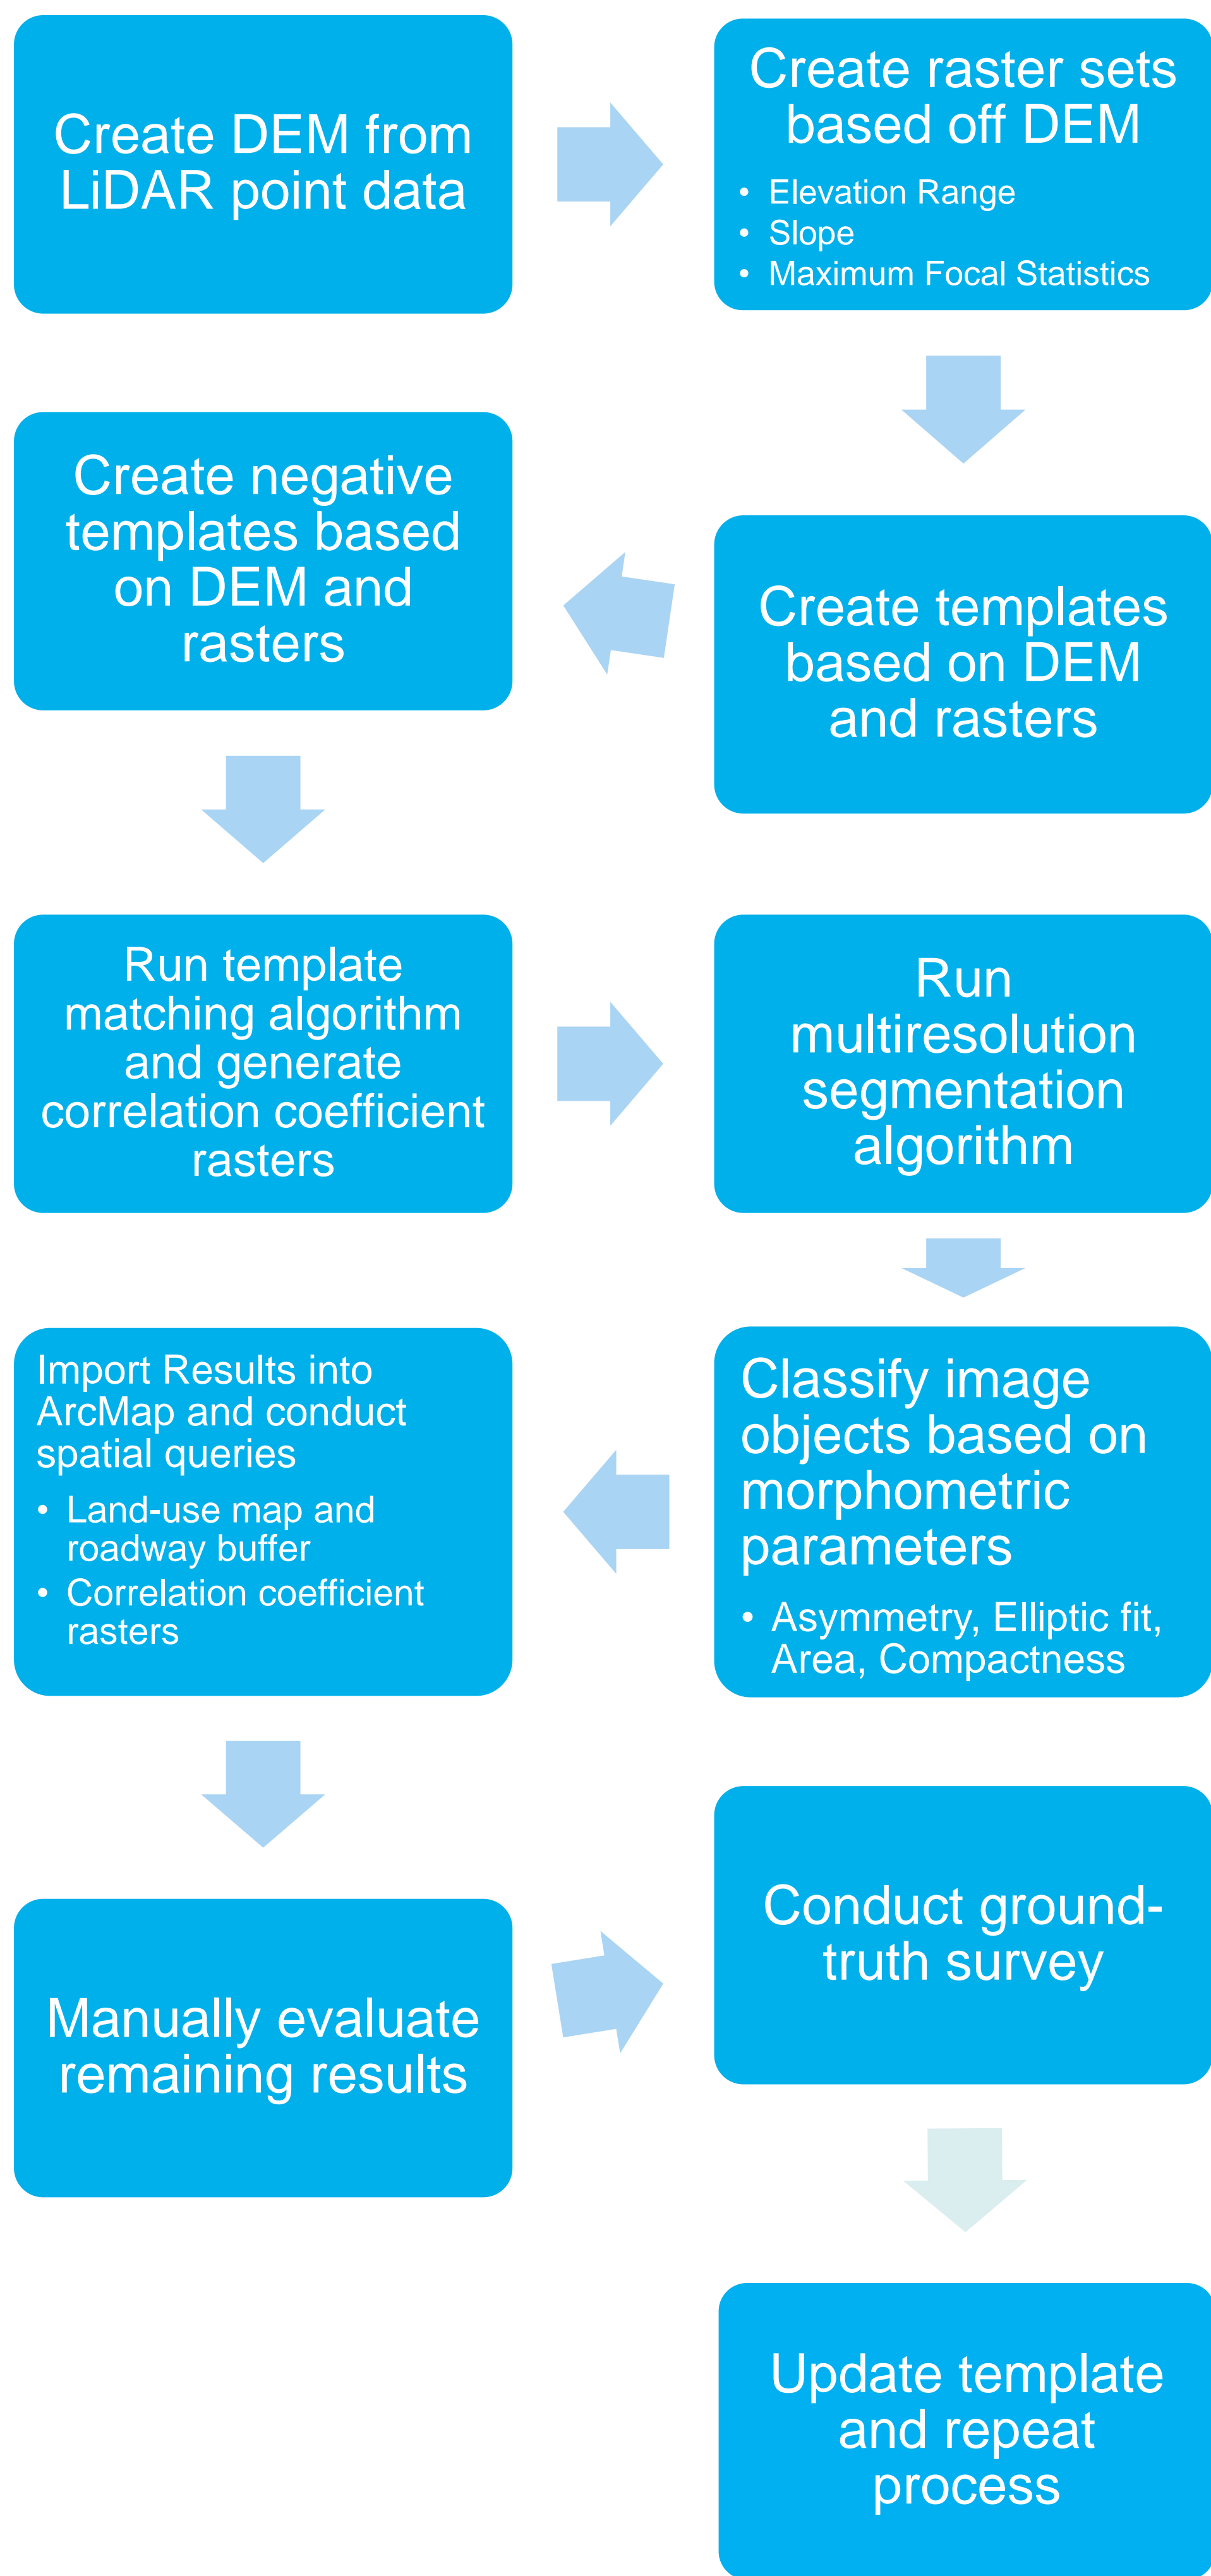 Create DEM from
LiDAR point data
Create raster sets
based off DEM
• Elevation Range
• Slope
• Maximum Focal Statistics
Create templates
based on DEM
and rasters
Create negative
templates based
on DEM and
rasters
Run template
matching algorithm
and generate
correlation coefficient
rasters
Run
multiresolution
segmentation
algorithm
Classify image
objects based on
morphometric
parameters
• Asymmetry, Elliptic fit,
Area, Compactness
Import Results into
ArcMap and conduct
spatial queries
• Land-use map and
roadway buffer
• Correlation coefficient
rasters
Manually evaluate
remaining results
Conduct ground-
truth survey
Update template
and repeat
process